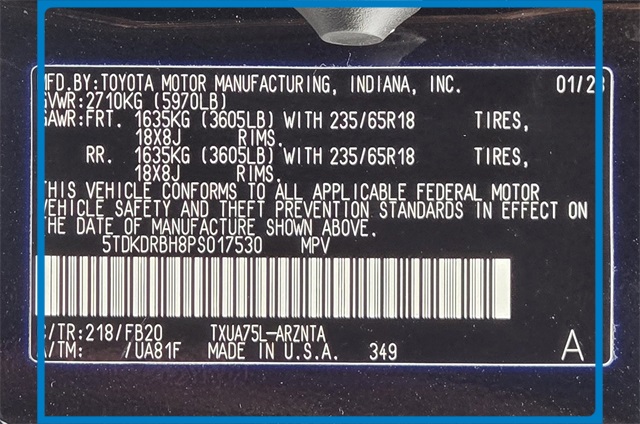 MFD.BY:TOYOTA MOTOR MANUFACTURING, INDIANA, INC. 01/23
GVWR:2710KG (5970LB)
GAWR:FRT. 1635KG (3605LB) WITH 235/65R18 TIRES,
18X8J RIMS.
RR. 1635KG (3605LB) WITH 235/65R18 TIRES,
18X8J RIMS.
THIS VEHICLE CONFORMS TO ALL APPLICABLE FEDERAL MOTOR
VEHICLE SAFETY AND THEFT PREVENTION STANDARDS IN EFFECT ON
THE DATE OF MANUFACTURE SHOWN ABOVE.
5TDKDRBH8PS017530 MPV
C/TR:218/FB20 TXUA75L-ARZNTA
A/TM: /UA81F MADE IN U.S.A. 349 A